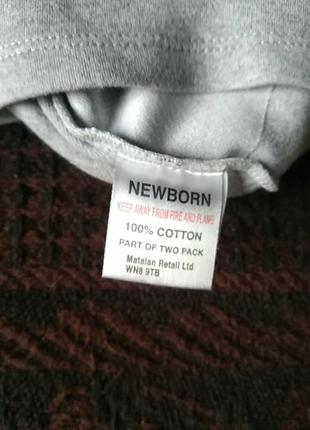 NEWBORN
KEEP AWAY FROM FIRE AND FLAME
100% COTTON
PART OF TWO PACK
Matalan Retail Ltd
WN8 9TB